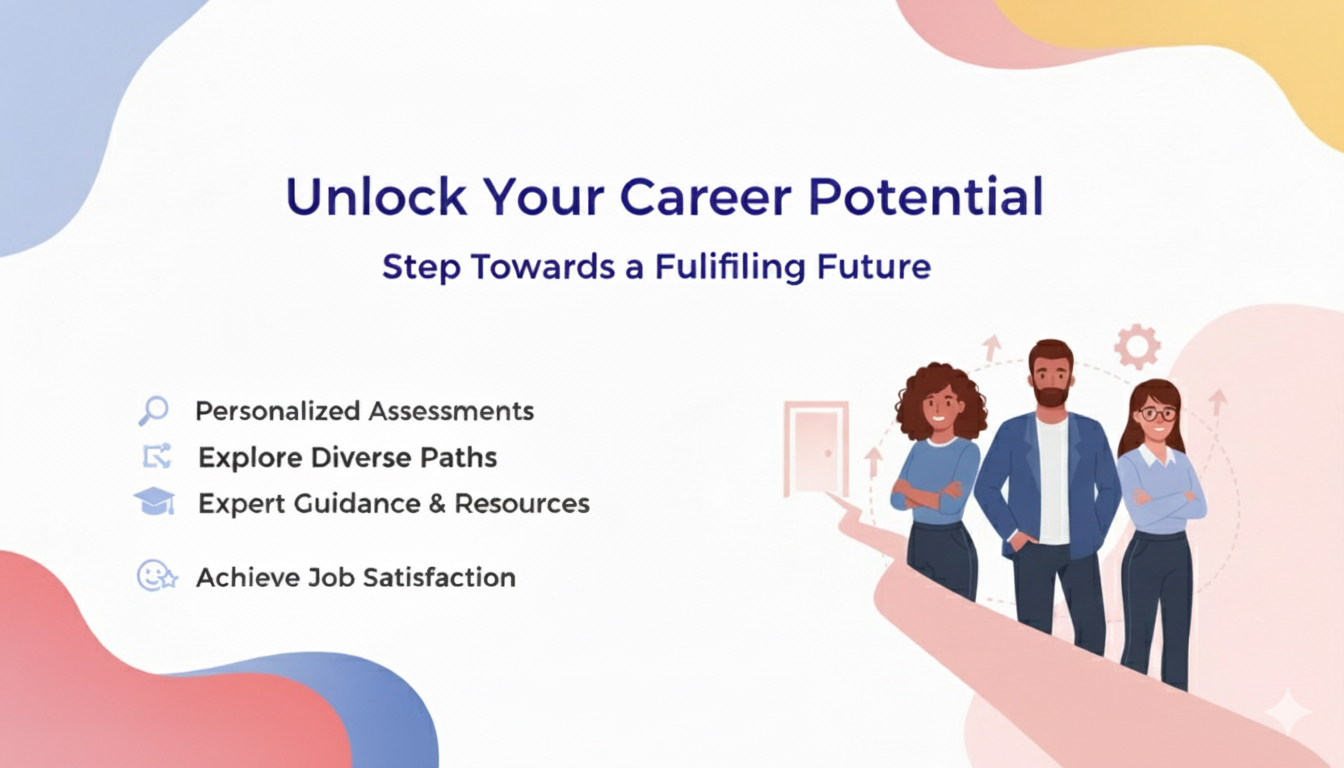 Unlock Your Career Potential
Step Towards a Fulifiling Future
Personalized Assessments
Explore Diverse Paths
Expert Guidance & Resources
Achieve Job Satisfaction